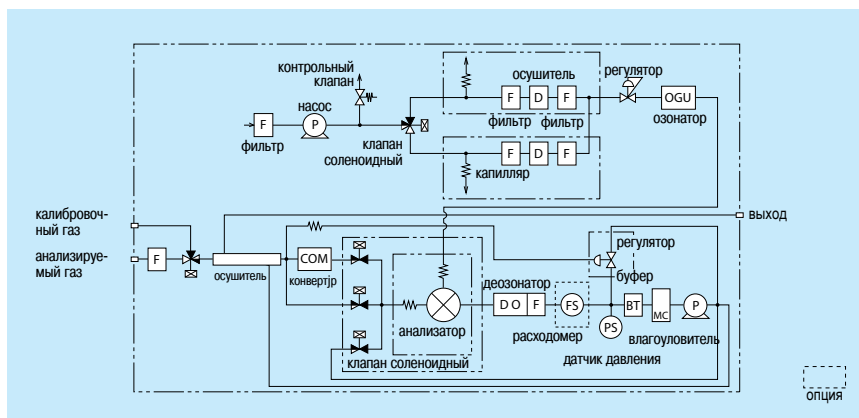 контрольный
клапан
осушитель
регулятор
насос
F
P
F D F
OGU
фильтр
клапан
соленоидный
фильтр фильтр
озонатор
F D F
капилляр
калибровоч-
ный газ
выход
анализируе-
мый газ
F
осушитель
COM
конвертjр
регулятор
буфер
анализатор
деозонатор
D O F
FS
BT
MC
P
PS
расходомер
влагоуловитель
клапан соленоидный
датчик давления
опция